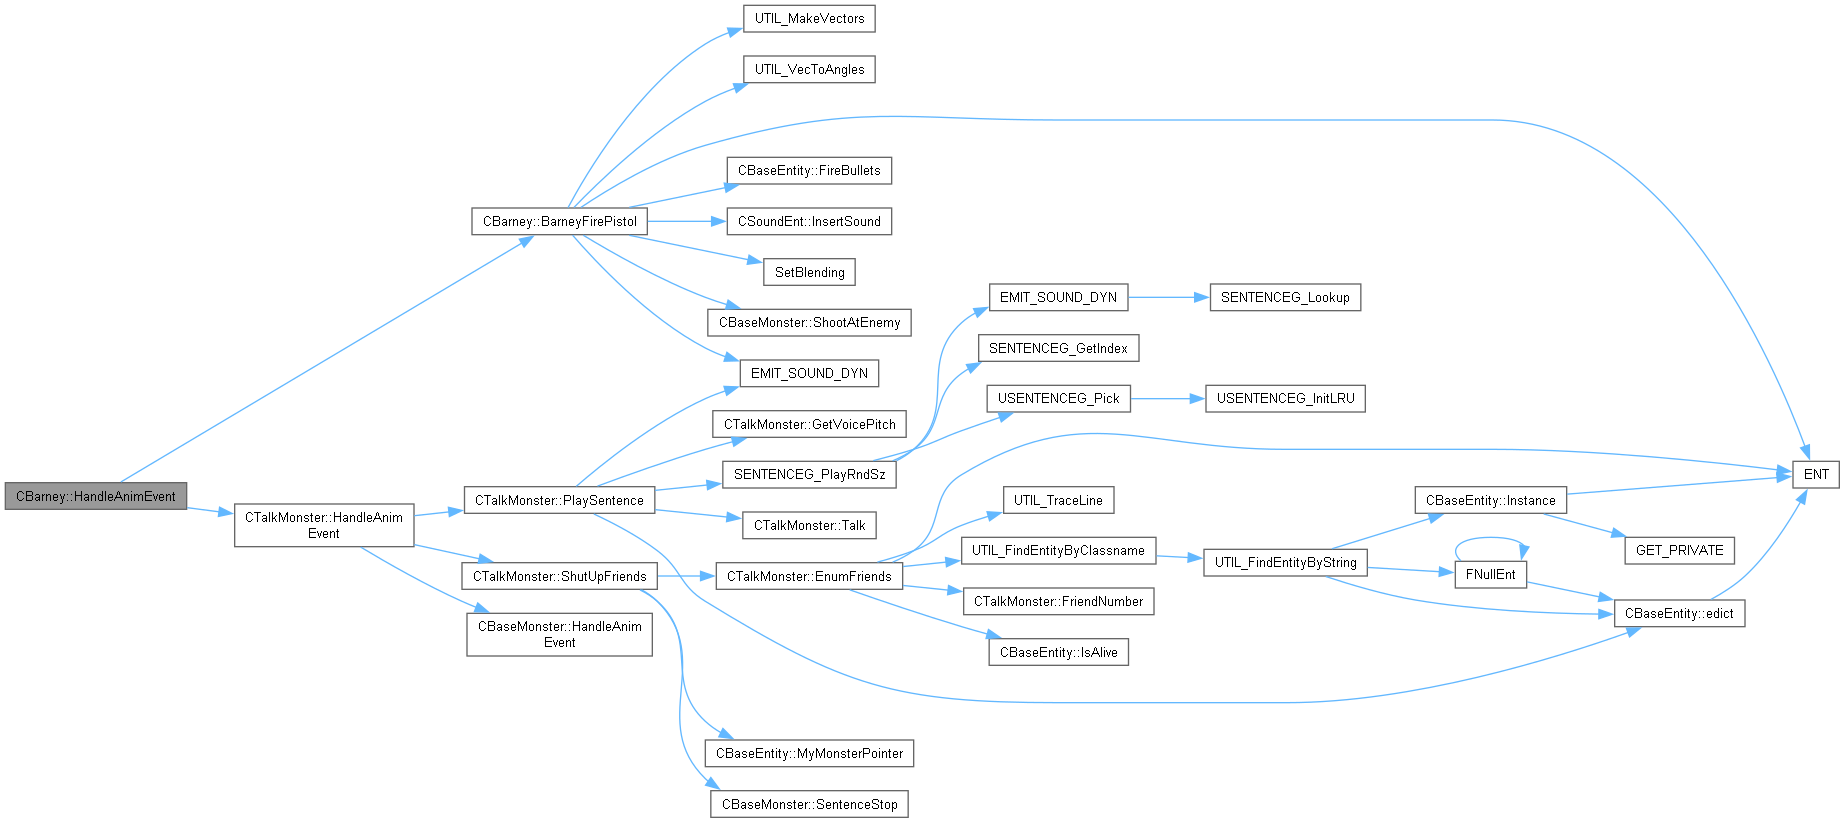 UTIL_MakeVectors
UTIL_VecToAngles
CBaseEntity::FireBullets
CBarney::BarneyFirePistol
CSoundEnt::InsertSound
SetBlending
CBaseMonster::ShootAtEnemy
EMIT_SOUND_DYN
SENTENCEG_Lookup
SENTENCEG_GetIndex
EMIT_SOUND_DYN
USENTENCEG_Pick
USENTENCEG_InitLRU
CTalkMonster::GetVoicePitch
SENTENCEG_PlayRndSz
ENT
CBarney::HandleAnimEvent
CTalkMonster::PlaySentence
UTIL_TraceLine
CBaseEntity::Instance
CTalkMonster::HandleAnim
Event
CTalkMonster::Talk
UTIL_FindEntityByClassname
GET_PRIVATE
UTIL_FindEntityByString
CTalkMonster::ShutUpFriends
CTalkMonster::EnumFriends
FNullEnt
CTalkMonster::FriendNumber
CBaseEntity::edict
CBaseMonster::HandleAnim
Event
CBaseEntity::IsAlive
CBaseEntity::MyMonsterPointer
CBaseMonster::SentenceStop